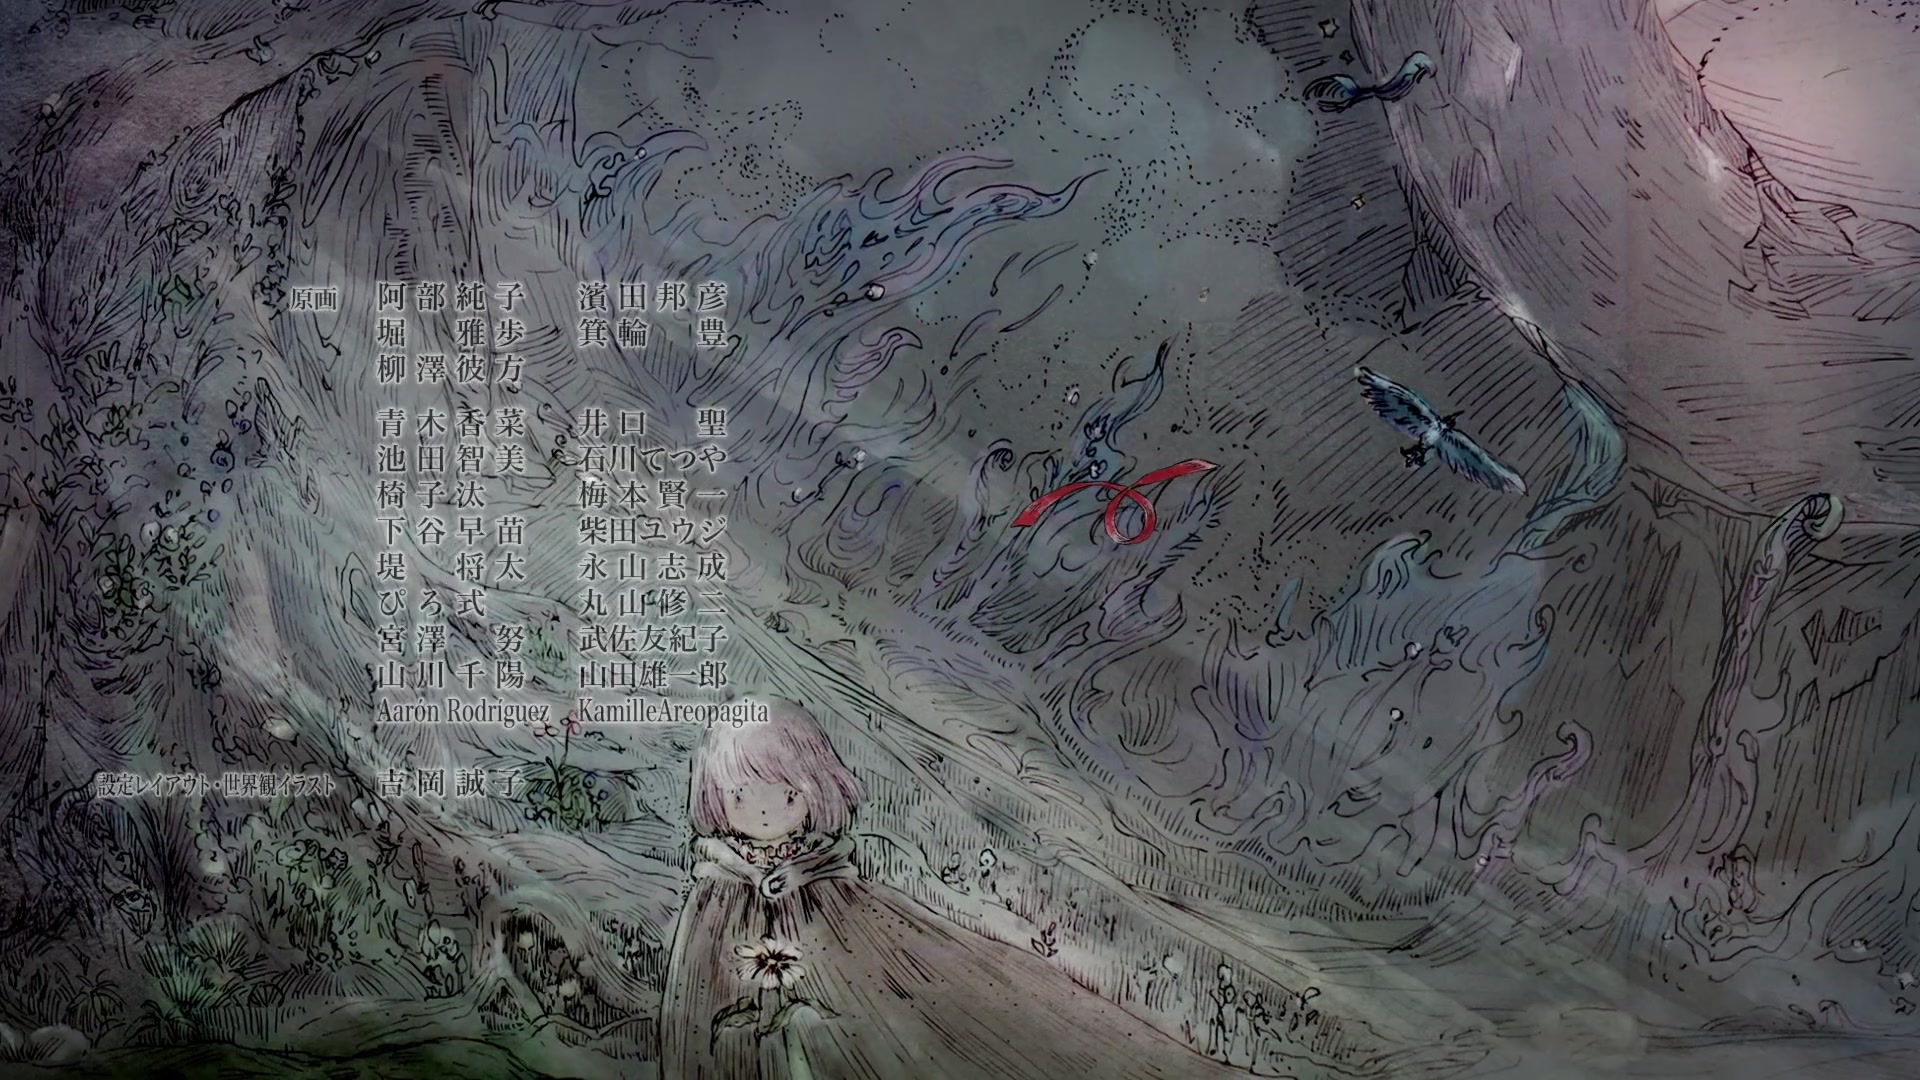 原画 阿部純子 濱田邦彦
堀 雅歩 箕輪 豊
柳澤彼方
青木香菜 井口 聖
池田智美 石川てつや
椅子汰 梅本賢一
下谷早苗 柴田ユウジ
堤 将太 永山志成
ぴろ式 丸山修二
宮澤 努 武佐友紀子
山川千陽 山田雄一郎
Aarón Rodríguez KamilleAreopagita
設定レイアウト・世界観イラスト 吉岡誠子